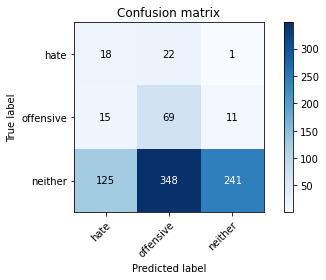 Confusion matrix
hate 18 22 1
offensive 15 69 11
neither 125 348 241
hate offensive neither
True label
Predicted label
300
250
200
150
100
50